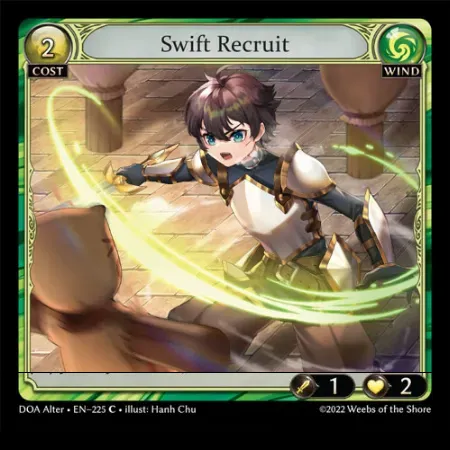 2
Swift Recruit
COST
WIND
1
2
DOA Alter • EN-225 C • illust: Hanh Chu
©2022 Weebs of the Shore